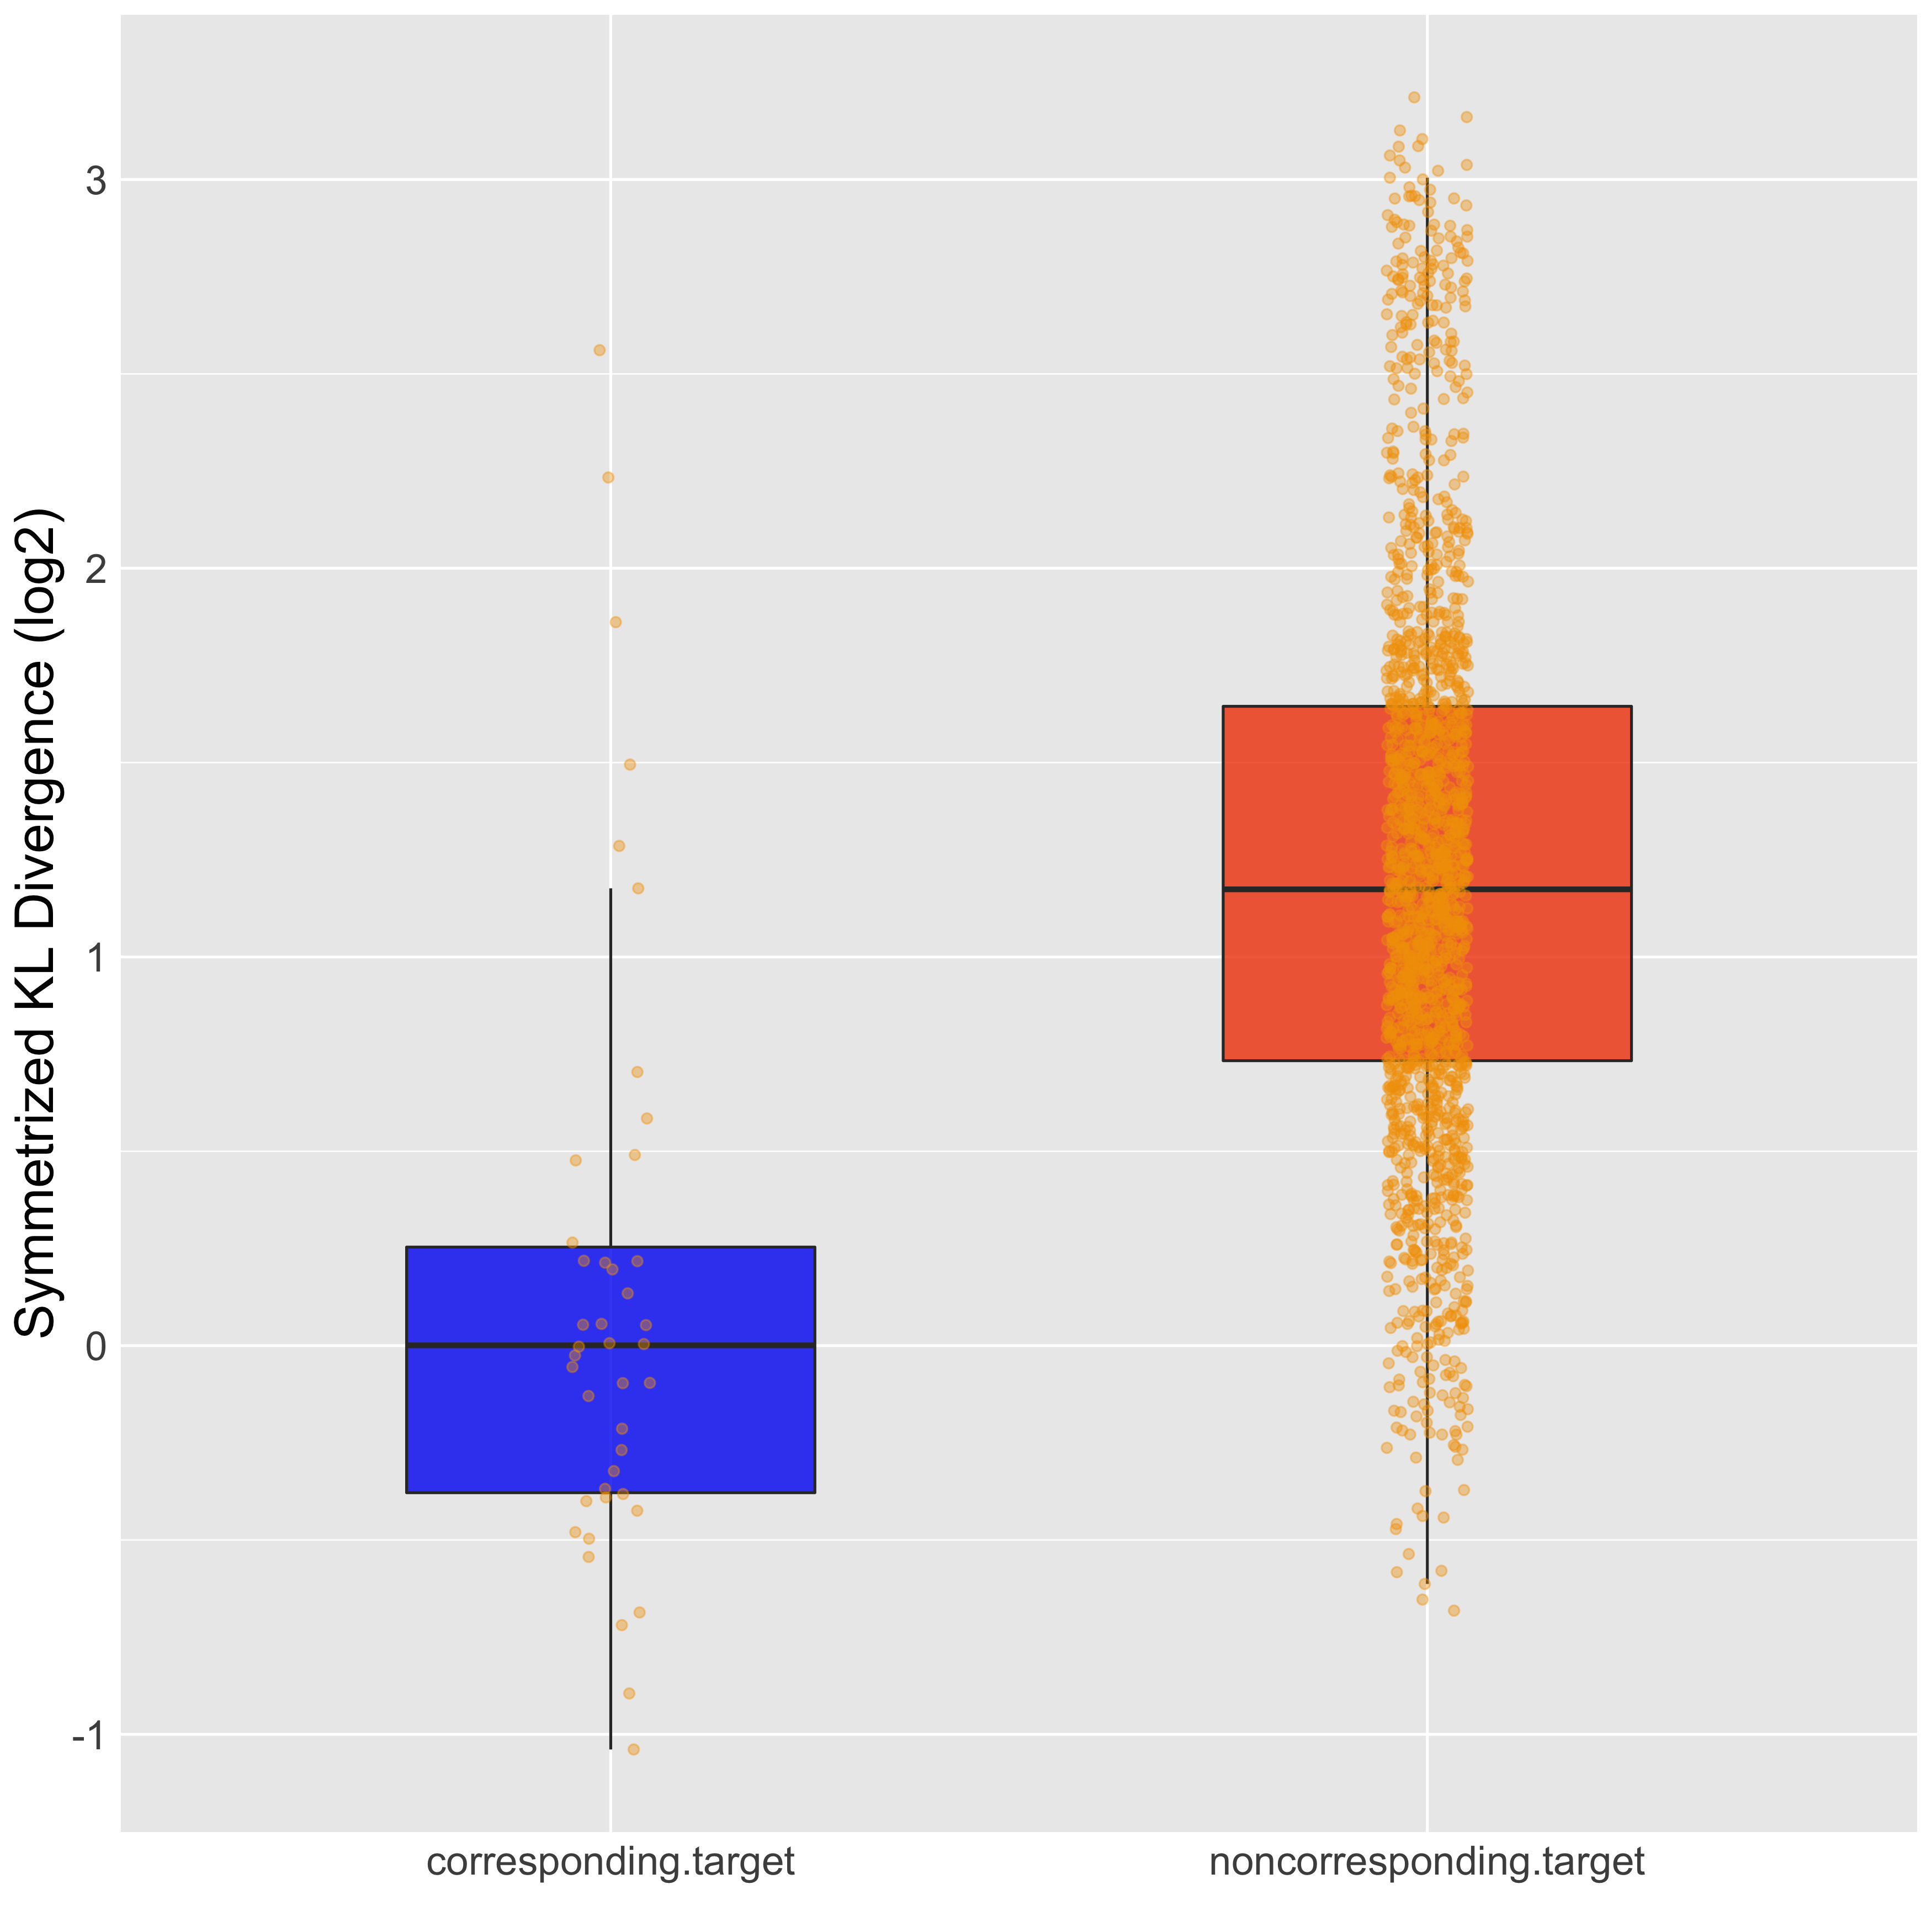 Symmetrized KL Divergence (log2)
3
2
1
0
-1
corresponding.target
noncorresponding.target